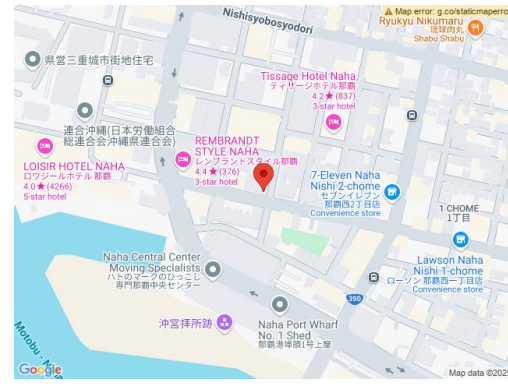 Nishisyobosyodori
Map error: g.co/staticmaperro
Ryukyu Nikumaru
琉球肉丸
Shabu Shabu
県営三重城市街地住宅
Tissage Hotel Naha
ティサージホテル那覇
4.2★(837)
3-star hotel
連合沖縄(日本労働組合
総連合会沖縄県連合会)
REMBRANDT
STYLE NAHA
レンブラントスタイル那覇
4.4★(376)
3-star hotel
LOISIR HOTEL NAHA
ロワジールホテル 那覇
4.0★(4266)
5-star hotel
7-Eleven Naha
Nishi 2-chome
セブンイレブン
那覇西2丁目店
Convenience store
1 CHOME
1丁目
Naha Central Center
Moving Specialists
ハトのマークのひっこし
専門那覇中央センター
Lawson Naha
Nishi 1-chome
ローソン 那覇西一丁目店
Convenience store
390
沖宮拝所跡
Naha Port Wharf
No. 1 Shed
那覇港埠頭1号上屋
Motobu - N
Google
Map data ©2025